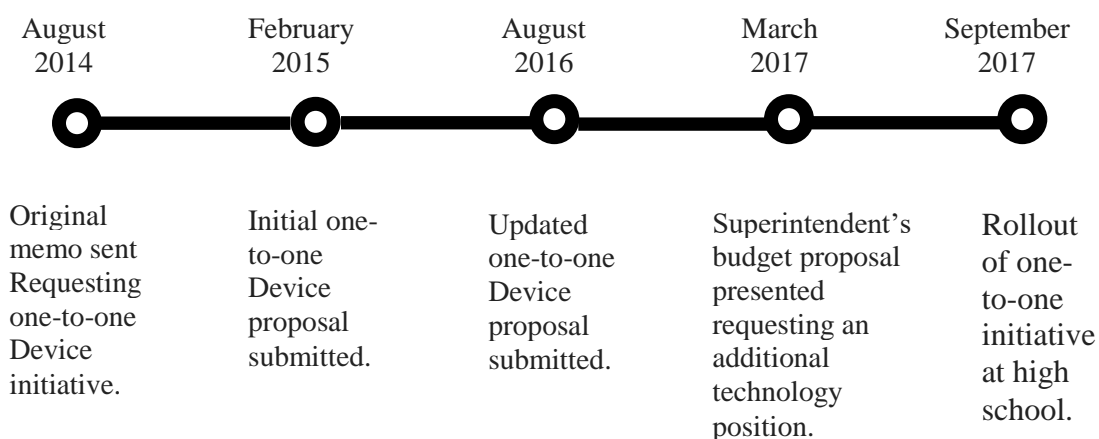 August
2014
February
2015
August
2016
March
2017
September
2017
Original
memo sent
Requesting
one-to-one
Device
initiative.
Initial one-
to-one
Device
proposal
submitted.
Updated
one-to-one
Device
proposal
submitted.
Superintendent’s
budget proposal
presented
requesting an
additional
technology
position.
Rollout
of one-
to-one
initiative
at high
school.